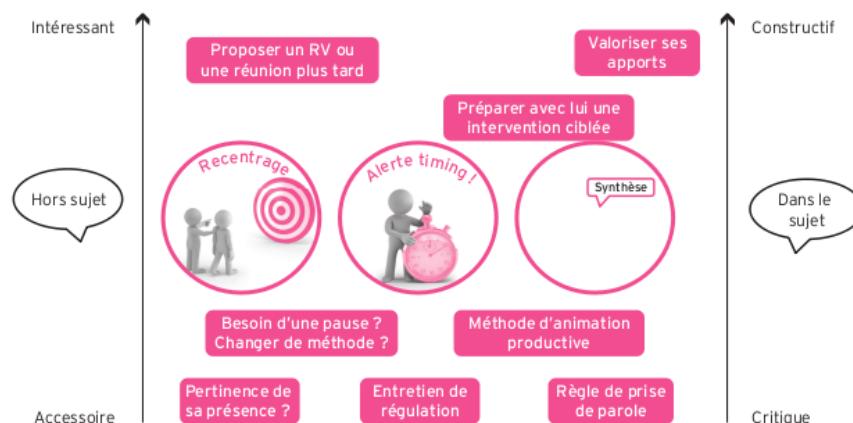 Intéressant
Constructif
Proposer un RV ou
une réunion plus tard
Valoriser ses
apports
Préparer avec lui une
intervention ciblée
Recentrage
Alerte timing !
Synthèse
Hors sujet
Dans le
sujet
Besoin d'une pause ?
Changer de méthode ?
Méthode d'animation
productive
Pertinence de
sa présence ?
Entretien de
régulation
Règle de prise
de parole
Accessoire
Critique